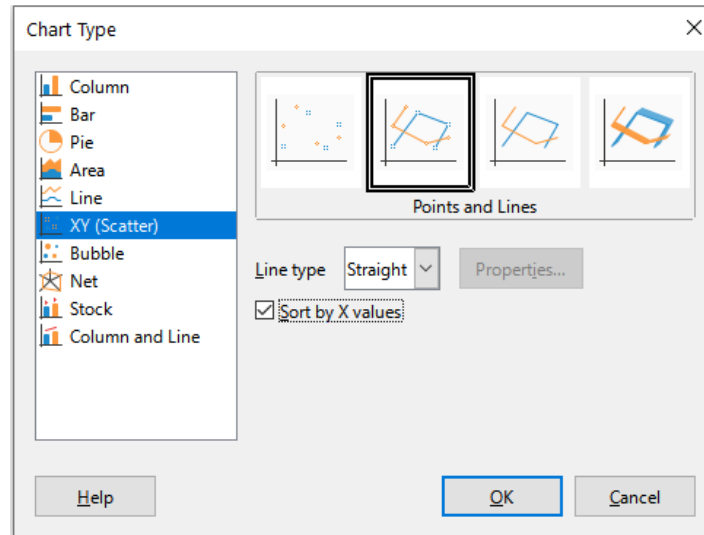 Chart Type
Column
Bar
Pie
Area
Line
XY (Scatter)
Bubble
Net
Stock
Column and Line
Points and Lines
Line type Straight Properties...
Sort by X values
Help OK Cancel